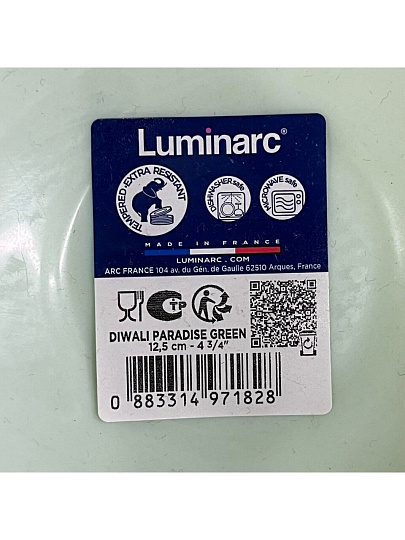 Luminarc®
TEMPERED·EXTRA RESISTANT
DISHWASHER safe
MICROWAVE safe
MADE IN FRANCE
LUMINARC.COM
ARC FRANCE 104 av. du Gén. de Gaulle 62510 Arques, France
CTP
DIWALI PARADISE GREEN
12,5 cm - 4 3/4"
0 883314 971828